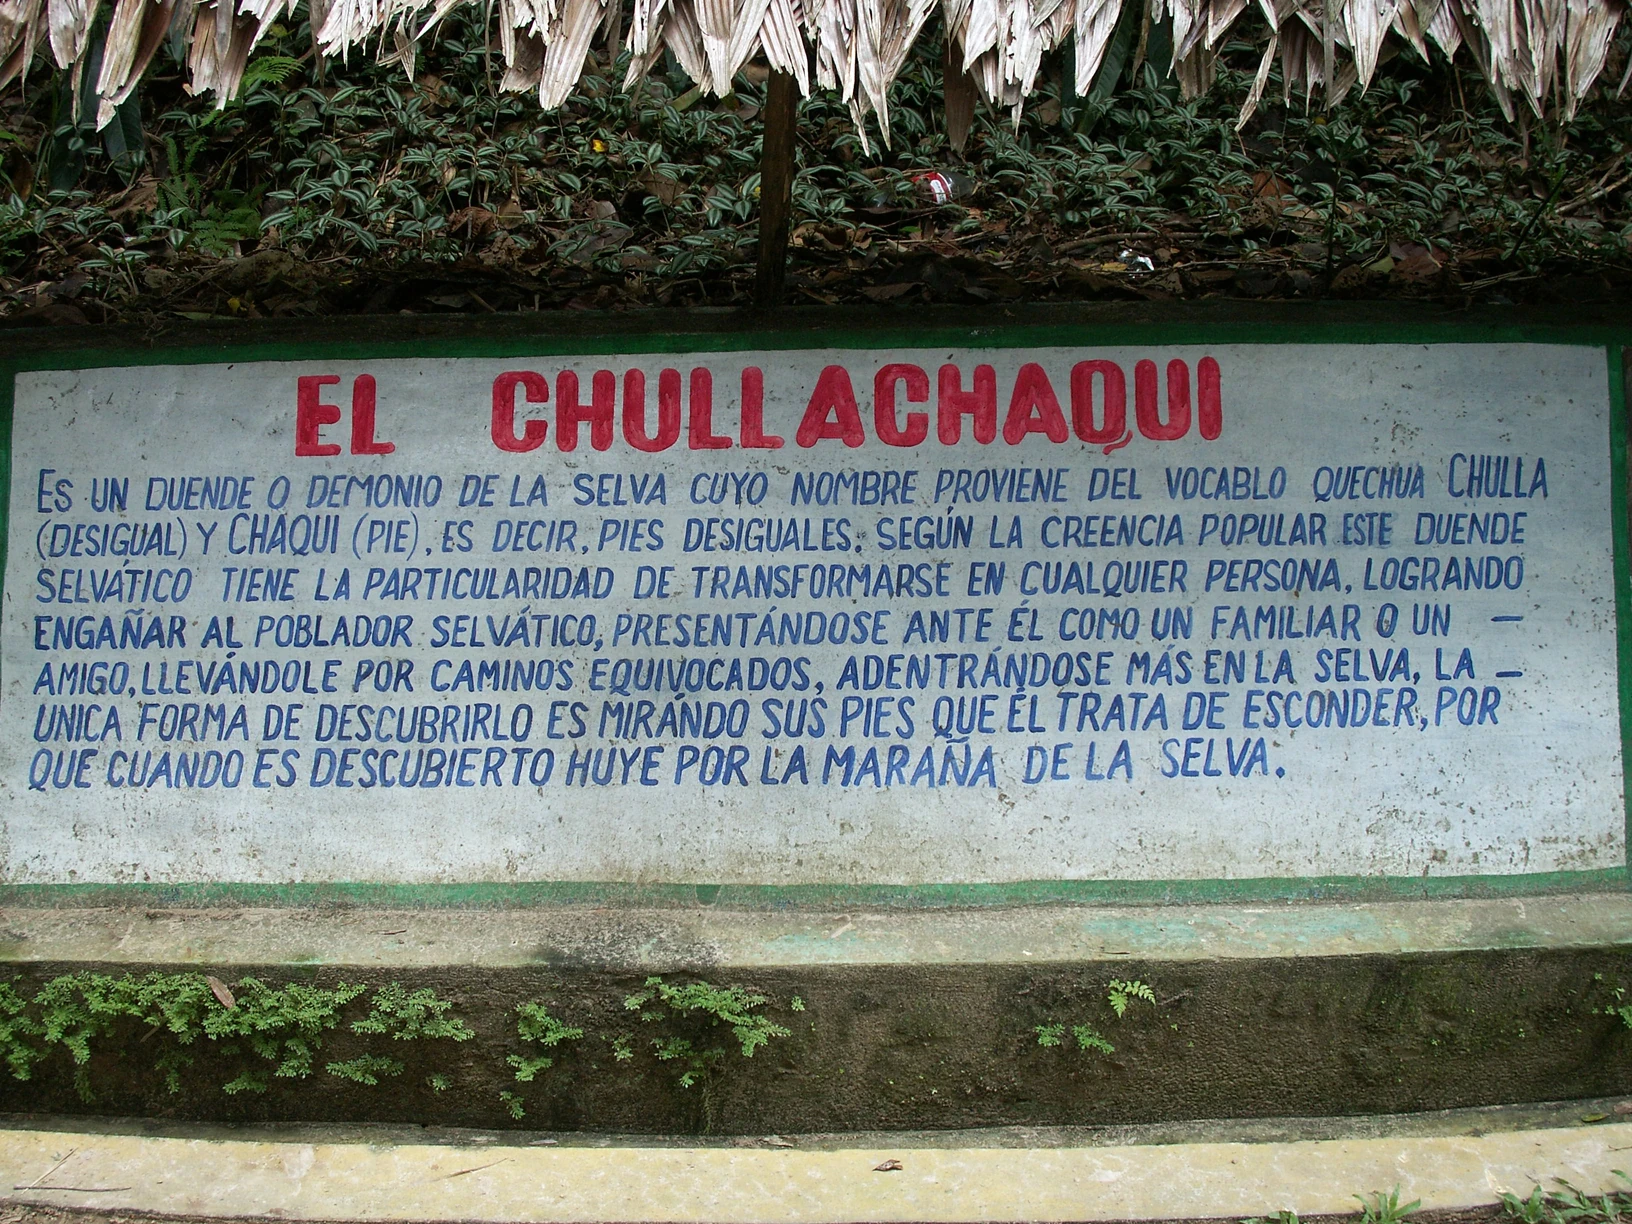 EL CHULLACHAQUI
ES UN DUENDE O DEMONIO DE LA SELVA CUYO NOMBRE PROVIENE DEL VOCABLO QUECHUA CHULLA
(DESIGUAL) Y CHAQUI (PIE), ES DECIR, PIES DESIGUALES. SEGÚN LA CREENCIA POPULAR ESTE DUENDE
SELVÁTICO TIENE LA PARTICULARIDAD DE TRANSFORMARSE EN CUALQUIER PERSONA, LOGRANDO
ENGAÑAR AL POBLADOR SELVÁTICO, PRESENTÁNDOSE ANTE ÉL COMO UN FAMILIAR O UN —
AMIGO, LLEVÁNDOLE POR CAMINOS EQUIVOCADOS, ADENTRÁNDOSE MÁS EN LA SELVA, LA —
UNICA FORMA DE DESCUBRIRLO ES MIRÁNDO SUS PIES QUE ÉL TRATA DE ESCONDER, POR
QUE CUANDO ES DESCUBIERTO HUYE POR LA MARAÑA DE LA SELVA.